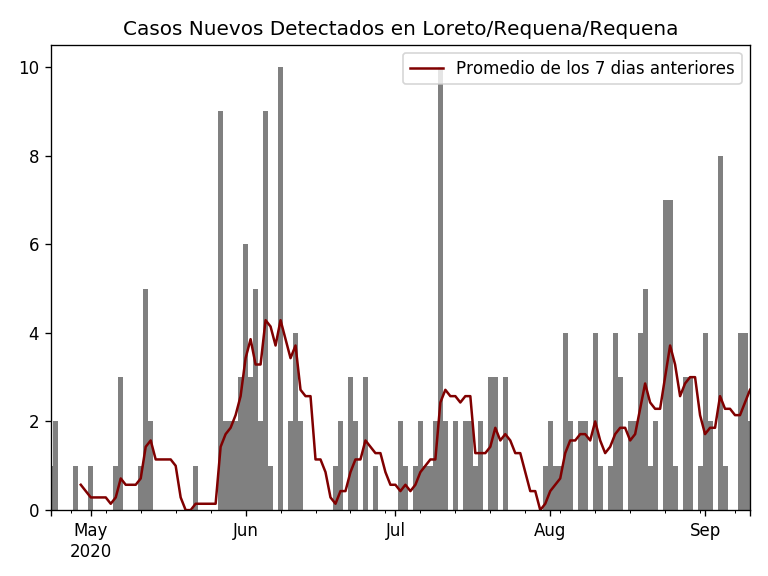 Casos Nuevos Detectados en Loreto/Requena/Requena
Promedio de los 7 dias anteriores
10
8
6
4
2
0
May
2020
Jun
Jul
Aug
Sep